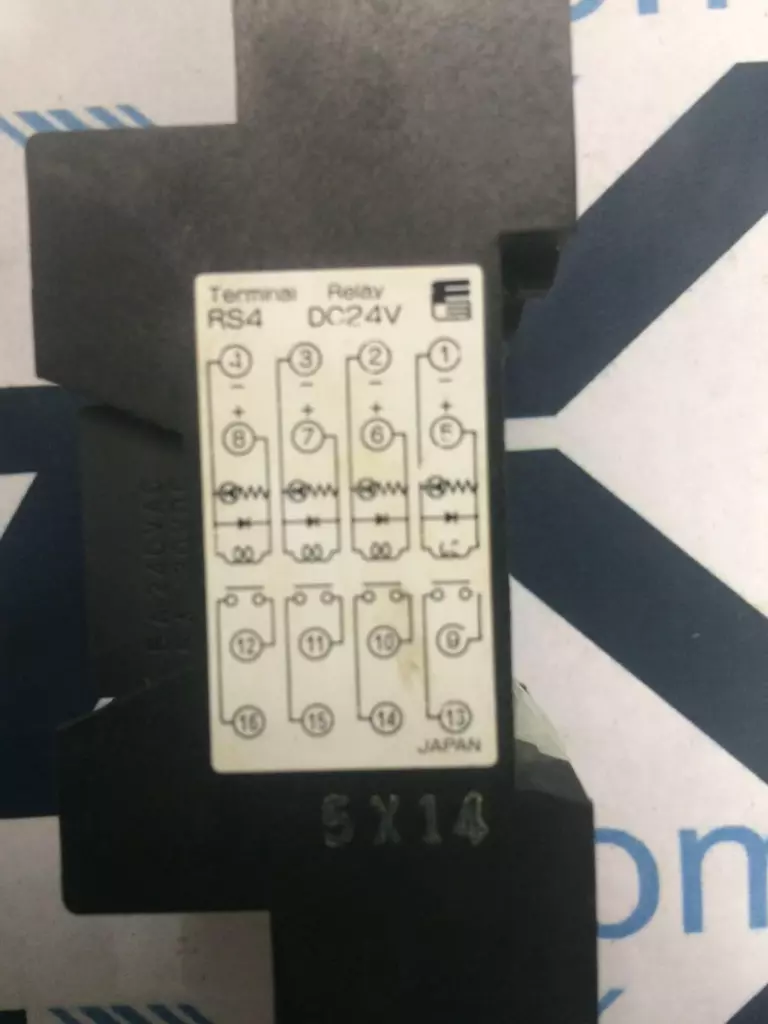 Terminal Relay
RS4 DC24V
4 3 2 1
− − − −
+ + + +
8 7 6 5
12 11 10 9
16 15 14 13
JAPAN
5X14
om